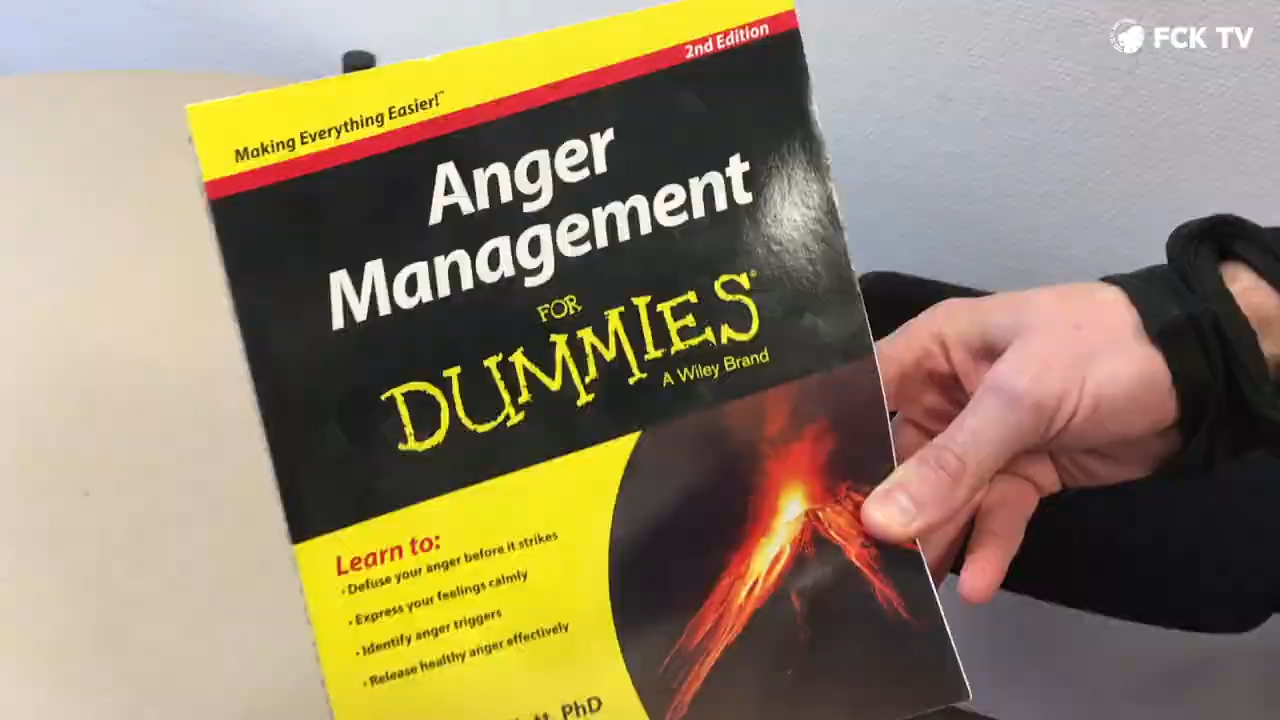 FCK TV
2nd Edition
Making Everything Easier!™
Anger
Management
FOR
DUMMIES®
A Wiley Brand
Learn to:
• Defuse your anger before it strikes
• Express your feelings calmly
• Identify anger triggers
• Release healthy anger effectively
PhD